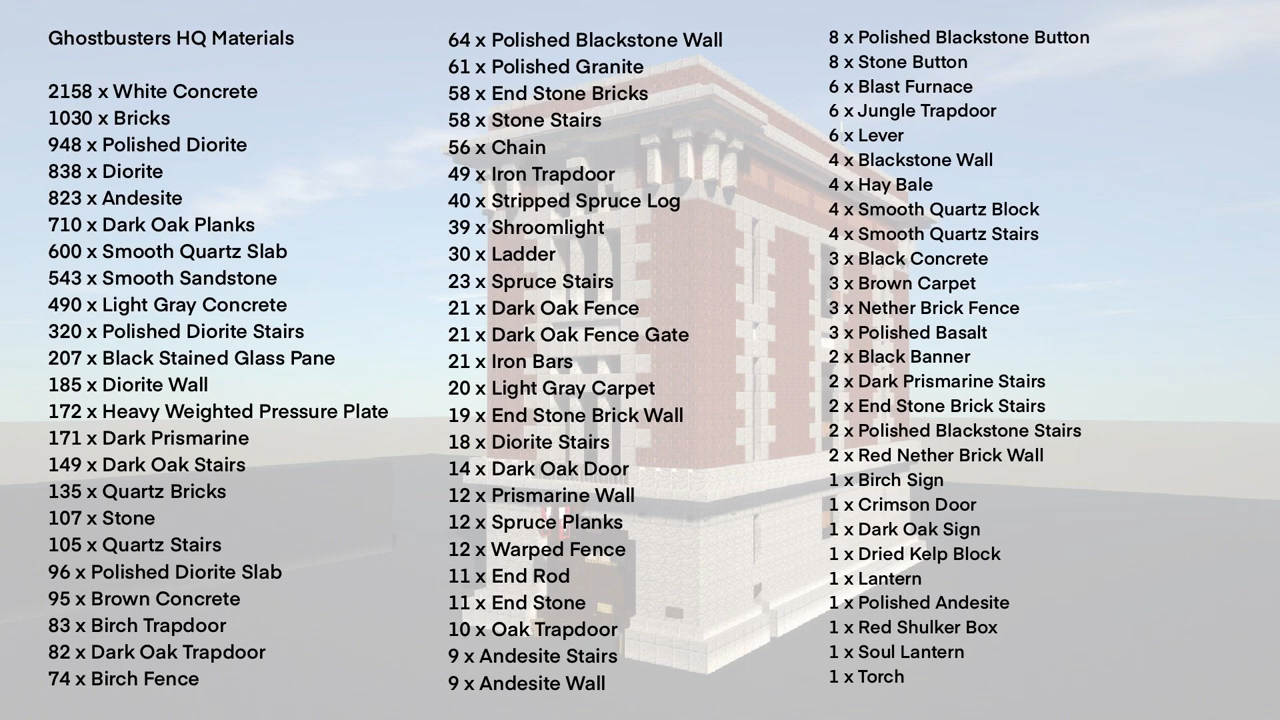 Ghostbusters HQ Materials
2158 x White Concrete
1030 x Bricks
948 x Polished Diorite
838 x Diorite
823 x Andesite
710 x Dark Oak Planks
600 x Smooth Quartz Slab
543 x Smooth Sandstone
490 x Light Gray Concrete
320 x Polished Diorite Stairs
207 x Black Stained Glass Pane
185 x Diorite Wall
172 x Heavy Weighted Pressure Plate
171 x Dark Prismarine
149 x Dark Oak Stairs
135 x Quartz Bricks
107 x Stone
105 x Quartz Stairs
96 x Polished Diorite Slab
95 x Brown Concrete
83 x Birch Trapdoor
82 x Dark Oak Trapdoor
74 x Birch Fence
64 x Polished Blackstone Wall
61 x Polished Granite
58 x End Stone Bricks
58 x Stone Stairs
56 x Chain
49 x Iron Trapdoor
40 x Stripped Spruce Log
39 x Shroomlight
30 x Ladder
23 x Spruce Stairs
21 x Dark Oak Fence
21 x Dark Oak Fence Gate
21 x Iron Bars
20 x Light Gray Carpet
19 x End Stone Brick Wall
18 x Diorite Stairs
14 x Dark Oak Door
12 x Prismarine Wall
12 x Spruce Planks
12 x Warped Fence
11 x End Rod
11 x End Stone
10 x Oak Trapdoor
9 x Andesite Stairs
9 x Andesite Wall
8 x Polished Blackstone Button
8 x Stone Button
6 x Blast Furnace
6 x Jungle Trapdoor
6 x Lever
4 x Blackstone Wall
4 x Hay Bale
4 x Smooth Quartz Block
4 x Smooth Quartz Stairs
3 x Black Concrete
3 x Brown Carpet
3 x Nether Brick Fence
3 x Polished Basalt
2 x Black Banner
2 x Dark Prismarine Stairs
2 x End Stone Brick Stairs
2 x Polished Blackstone Stairs
2 x Red Nether Brick Wall
1 x Birch Sign
1 x Crimson Door
1 x Dark Oak Sign
1 x Dried Kelp Block
1 x Lantern
1 x Polished Andesite
1 x Red Shulker Box
1 x Soul Lantern
1 x Torch